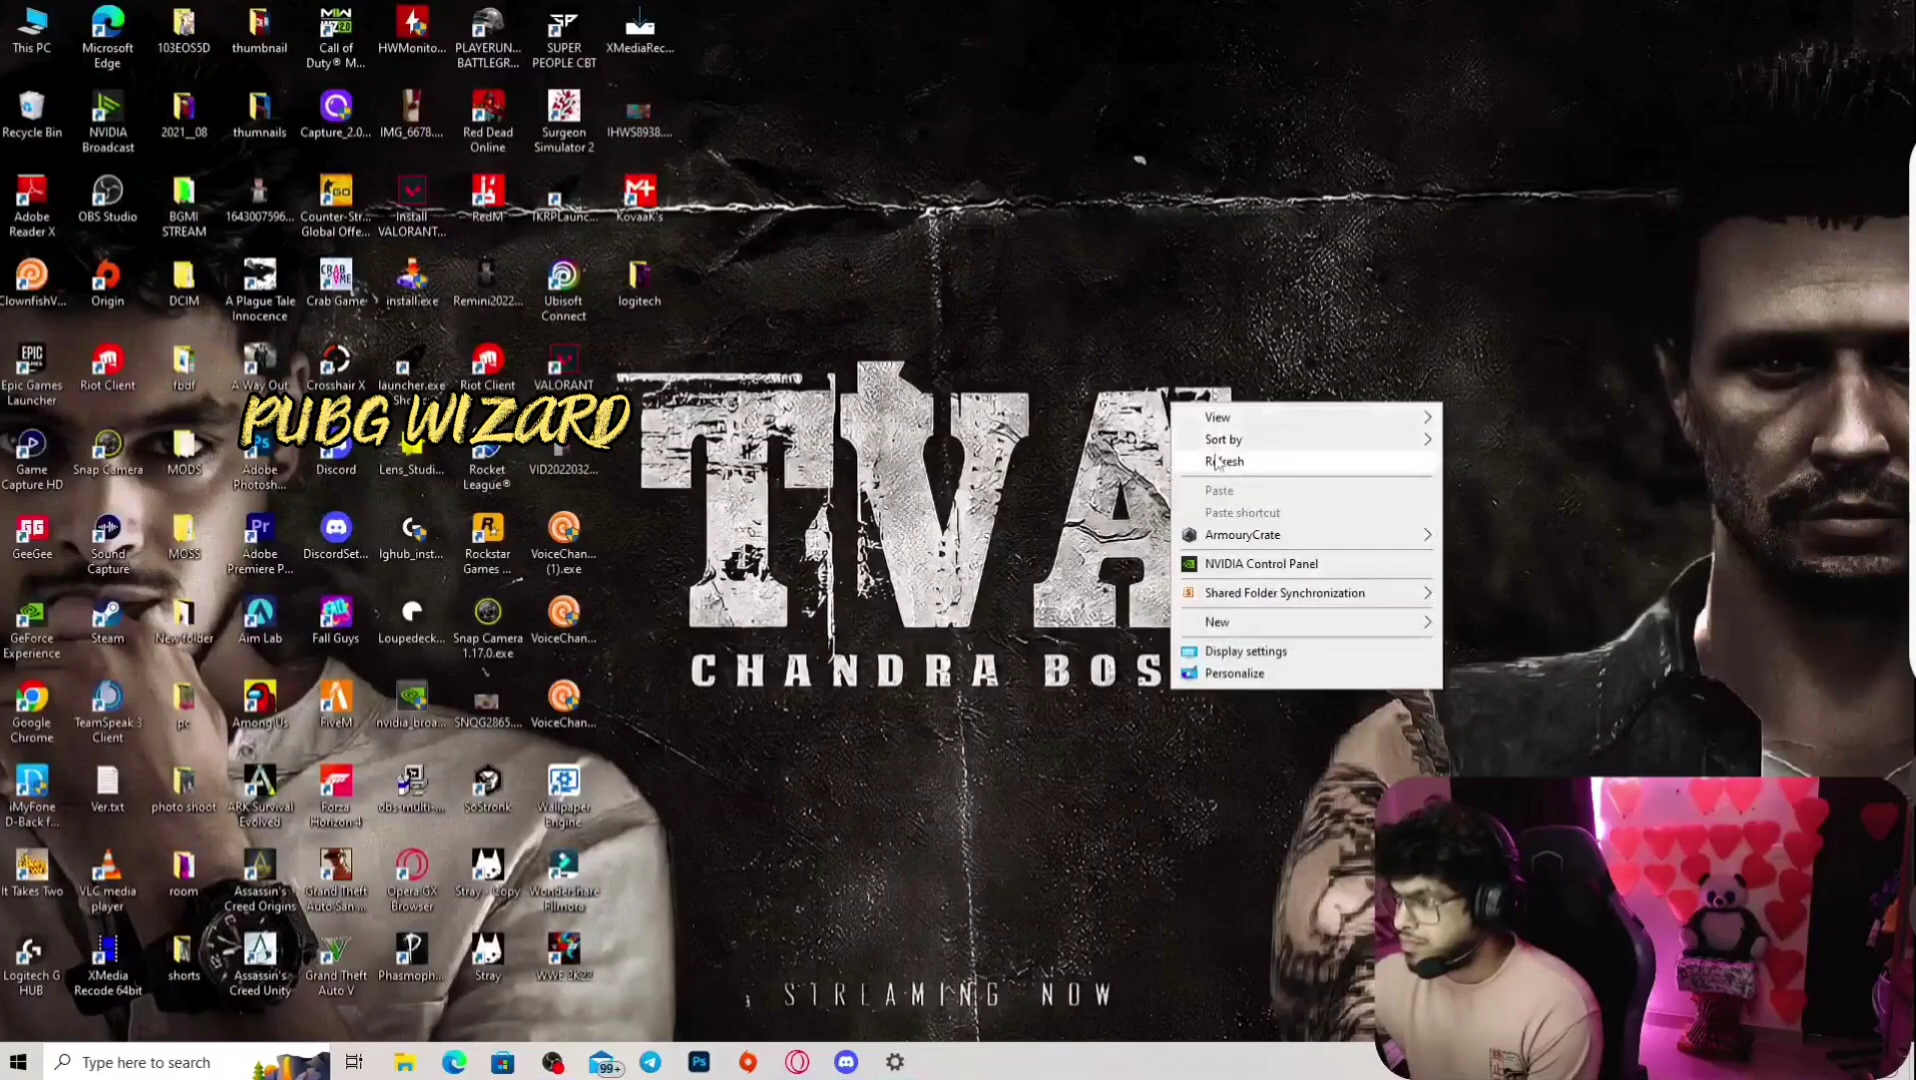 This PC
Microsoft
Edge
103EOS5D
thumbnail
Call of
Duty® M...
HWMonito...
PLAYERUN...
BATTLEGR...
SUPER
PEOPLE CBT
XMediaRec...
Recycle Bin
NVIDIA
Broadcast
2021__08
thumnails
Capture_2.0...
IMG_6678....
Red Dead
Online
Surgeon
Simulator 2
IHWS8938....
Adobe
Reader X
OBS Studio
BGMI
STREAM
1643007596...
Counter-Str...
Global Offe...
Install
VALORANT...
RedM
TKRPLaunc...
KovaaK's
ClownfishV...
Origin
DCIM
A Plague Tale
Innocence
Crab Game
install.exe
Remini2022...
Ubisoft
Connect
logitech
Epic Games
Launcher
Riot Client
fbdf
A Way Out
Crosshair X
launcher.exe
Riot Client
VALORANT
PUBG WIZARD
Game
Capture HD
Snap Camera
MODS
Adobe
Photosh...
Discord
Lens_Studi...
Rocket
League®
VID2022032...
GeeGee
Sound
Capture
MOSS
Adobe
Premiere P...
DiscordSet...
lghub_inst...
Rockstar
Games ...
VoiceChan...
(1).exe
GeForce
Experience
Steam
New folder
Aim Lab
Fall Guys
Loupedeck...
Snap Camera
1.17.0.exe
VoiceChan...
Google
Chrome
TeamSpeak 3
Client
pc
Among Us
FiveM
nvidia_broa...
SNQG2865....
VoiceChan...
iMyFone
D-Back f...
Ver.txt
photo shoot
ARK Survival
Evolved
Forza
Horizon 4
obs-multi-...
SoStronk
Wallpaper
Engine
It Takes Two
VLC media
player
room
Assassin's
Creed Origins
Grand Theft
Auto San...
Opera GX
Browser
Stray - Copy
Wondershare
Filmora
Logitech G
HUB
XMedia
Recode 64bit
shorts
Assassin's
Creed Unity
Grand Theft
Auto V
Phasmoph...
Stray
WWE 2K22
TVA
CHANDRA BOS
STREAMING NOW
View
Sort by
Refresh
Paste
Paste shortcut
ArmouryCrate
NVIDIA Control Panel
Shared Folder Synchronization
New
Display settings
Personalize
Type here to search
99+
Ps